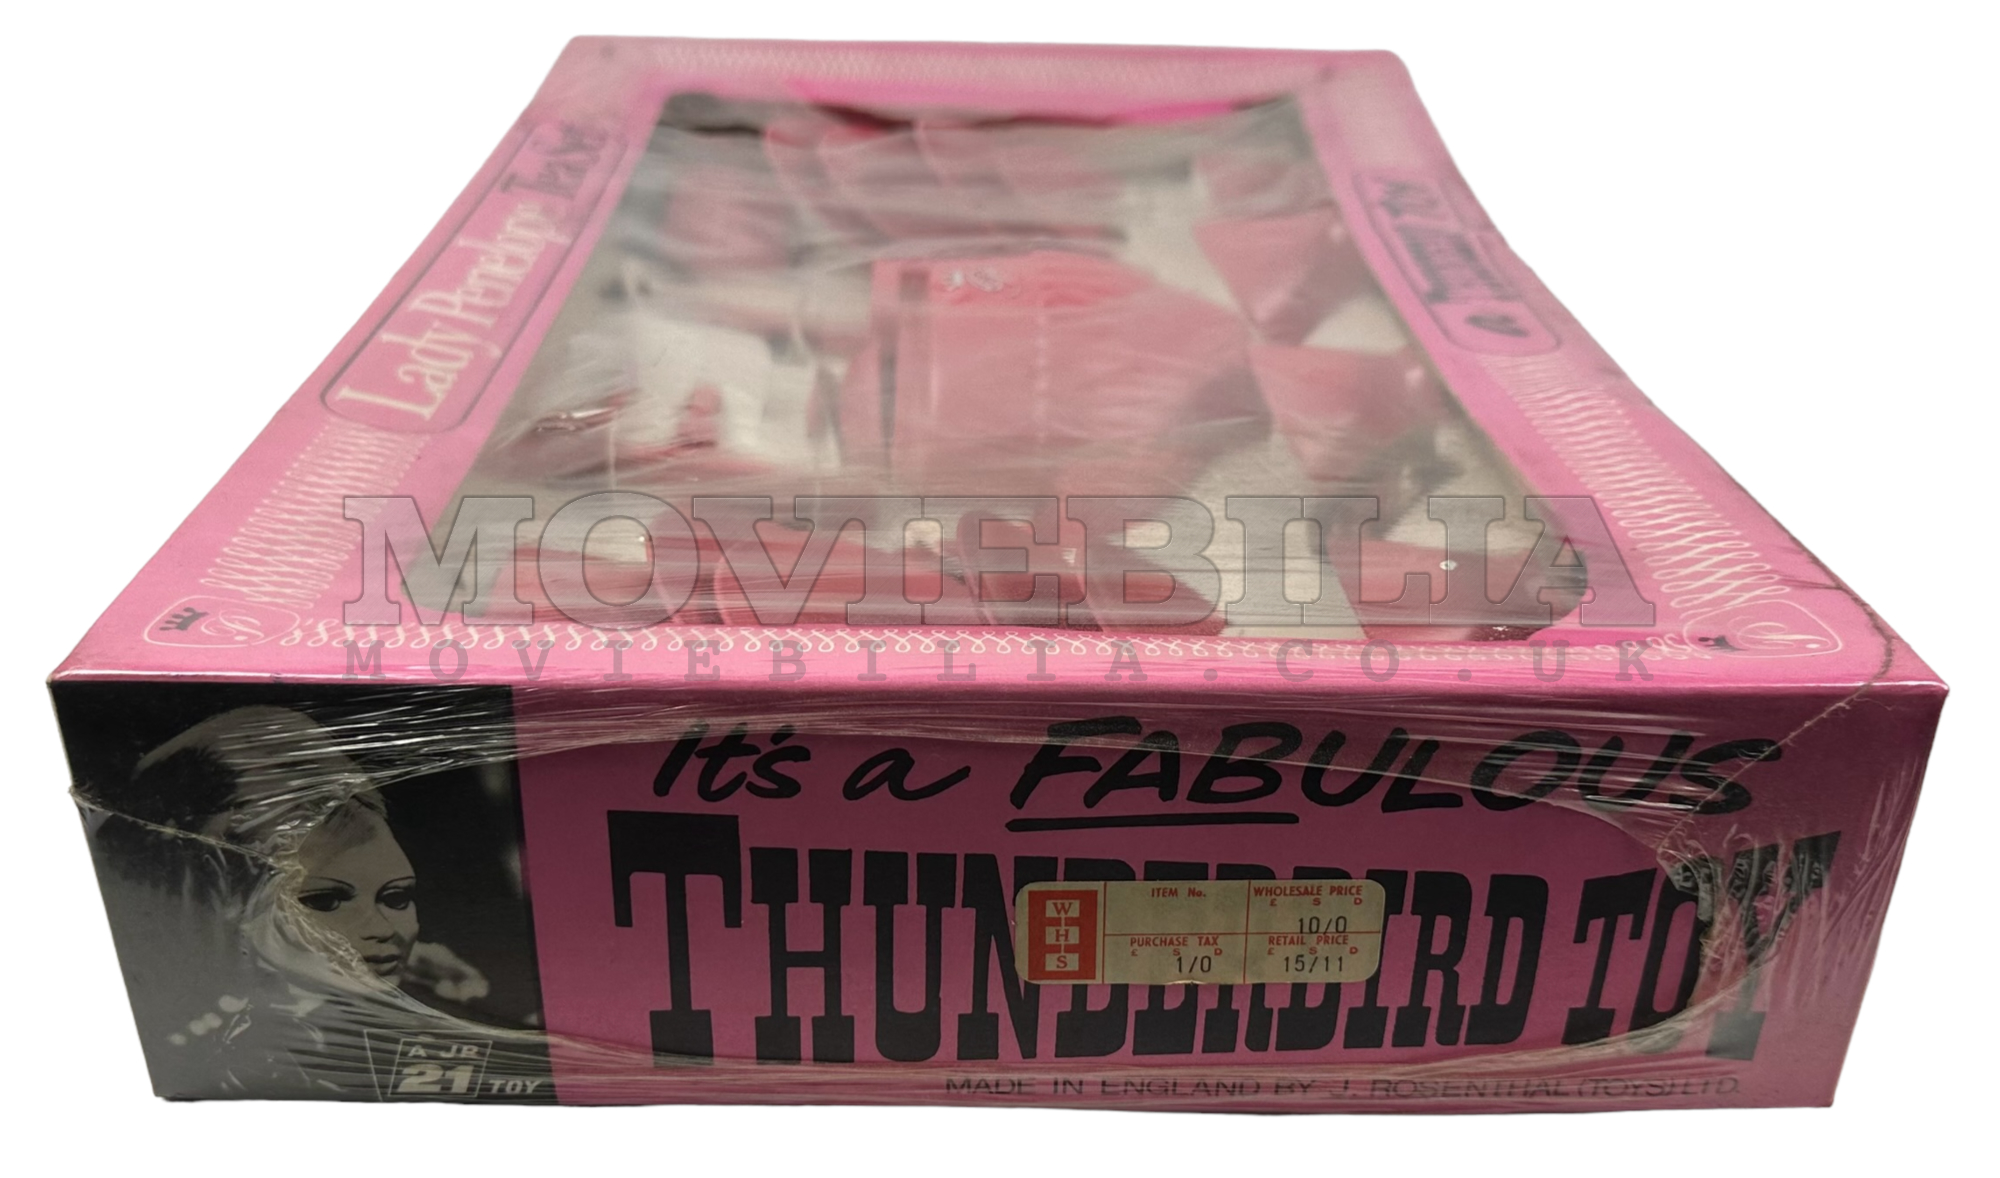 Lady Penelope Tea Set
MOVIEBILIA
MOVIEBILIA.CO.UK
It's a FABULOUS
THUNDERBIRD TOY
WHS
ITEM No.
WHOLESALE PRICE
£ S D
10/0
PURCHASE TAX
£ S D
1/0
RETAIL PRICE
£ S D
15/11
A JR
21 TOY
MADE IN ENGLAND BY J. ROSENTHAL (TOYS) LTD.